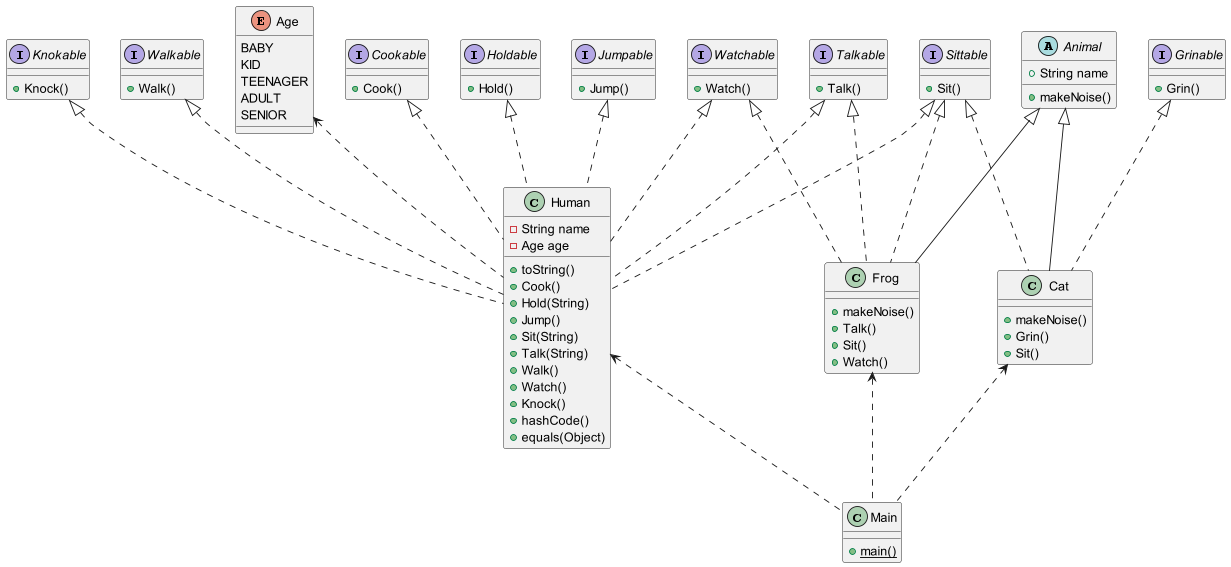 I Knokable
Knock()
I Walkable
Walk()
E Age
BABY
KID
TEENAGER
ADULT
SENIOR
I Cookable
Cook()
I Holdable
Hold()
I Jumpable
Jump()
I Watchable
Watch()
I Talkable
Talk()
I Sittable
Sit()
A Animal
String name
makeNoise()
I Grinable
Grin()
C Human
String name
Age age
toString()
Cook()
Hold(String)
Jump()
Sit(String)
Talk(String)
Walk()
Watch()
Knock()
hashCode()
equals(Object)
C Frog
makeNoise()
Talk()
Sit()
Watch()
C Cat
makeNoise()
Grin()
Sit()
C Main
main()